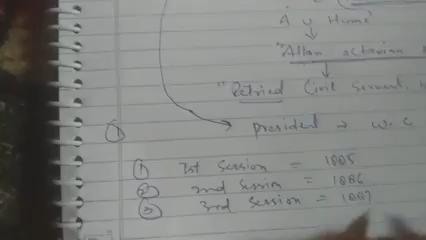 A y Hume'
"Allan octavian
"Retried Civil Servant,
①
president → W.C
① 1st Session = 1885
② 2nd Session = 1886
③ 3rd Session = 1887